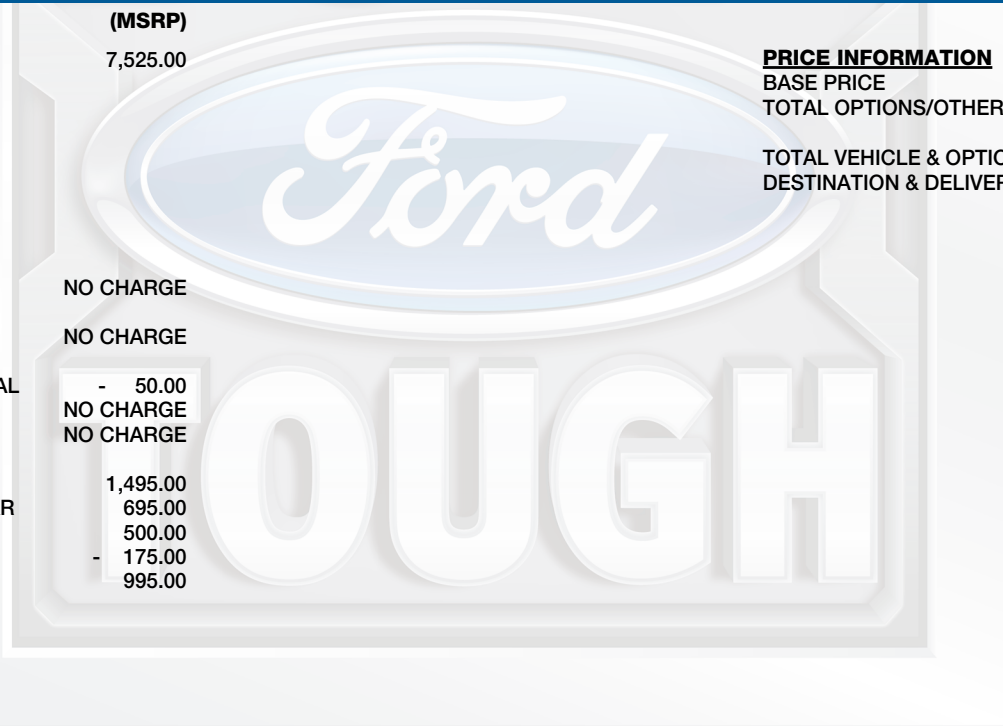 (MSRP)
7,525.00
NO CHARGE
NO CHARGE
AL - 50.00
NO CHARGE
NO CHARGE
1,495.00
R 695.00
500.00
- 175.00
995.00
PRICE INFORMATION
BASE PRICE
TOTAL OPTIONS/OTHER
TOTAL VEHICLE & OPTIO
DESTINATION & DELIVER
Ford
TOUGH